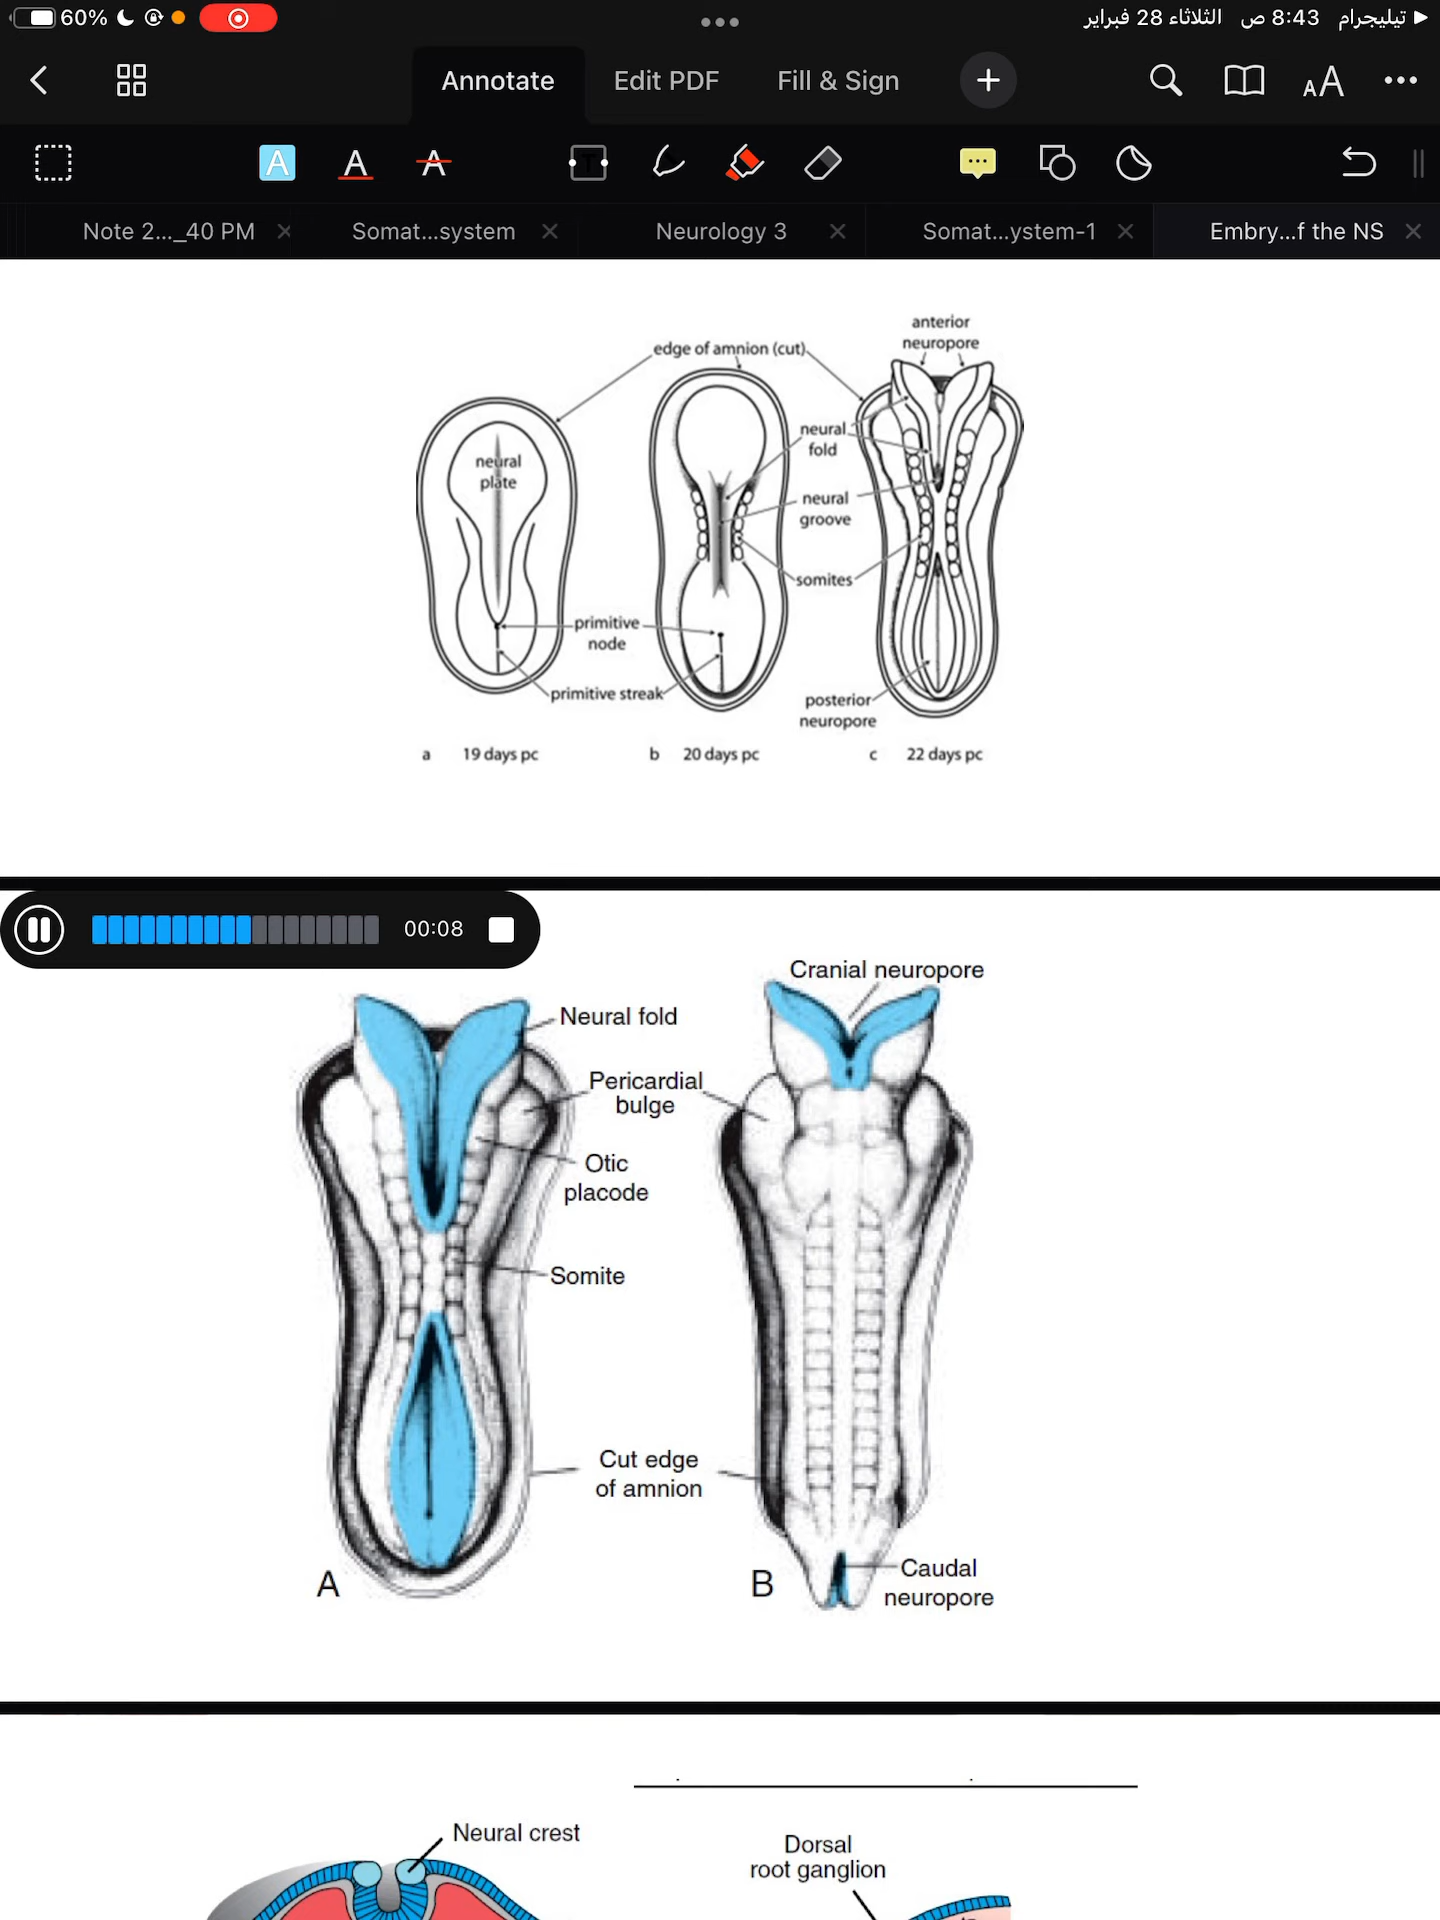 60%
تيليجرام 8:43 ص الثلاثاء 28 فبراير
Annotate Edit PDF Fill & Sign
AA
A A A T
Note 2..._40 PM Somat...system Neurology 3 Somat...ystem-1 Embry...f the NS
anterior
neuropore
edge of amnion (cut)
neural
plate
neural
fold
neural
groove
somites
primitive
node
primitive streak
posterior
neuropore
a 19 days pc b 20 days pc c 22 days pc
00:08
Cranial neuropore
Neural fold
Pericardial
bulge
Otic
placode
Somite
Cut edge
of amnion
Caudal
neuropore
A B
Neural crest
Dorsal
root ganglion